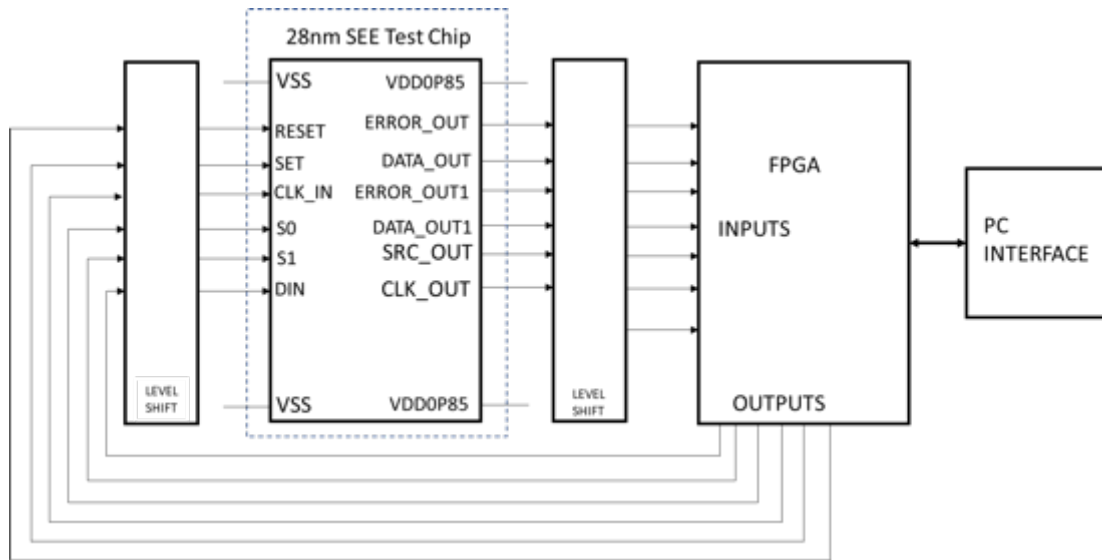 28nm SEE Test Chip
VSS
VDD0P85
RESET
ERROR_OUT
SET
DATA_OUT
CLK_IN
ERROR_OUT1
S0
DATA_OUT1
S1
SRC_OUT
DIN
CLK_OUT
VSS
VDD0P85
LEVEL
SHIFT
LEVEL
SHIFT
FPGA
INPUTS
OUTPUTS
PC
INTERFACE